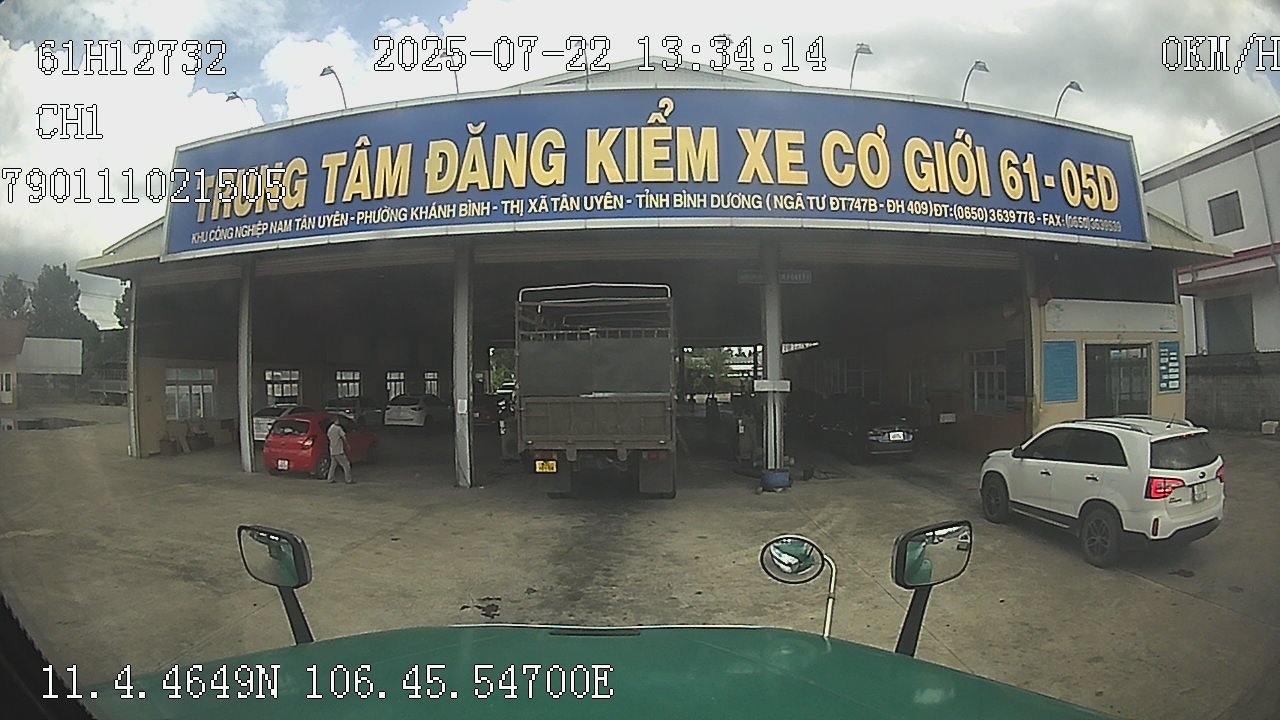 61H12732 2025-07-22 13:34:14 0KM/H
CH1
790111021505
TRUNG TÂM ĐĂNG KIỂM XE CƠ GIỚI 61-05D
KHU CÔNG NGHIỆP NAM TÂN UYÊN - PHƯỜNG KHÁNH BÌNH - THỊ XÃ TÂN UYÊN - TỈNH BÌNH DƯƠNG ( NGÃ TƯ ĐT747B - ĐH 409) ĐT:(0650) 3639778 - FAX:(0650)3639639
11.4.4649N 106.45.54700E